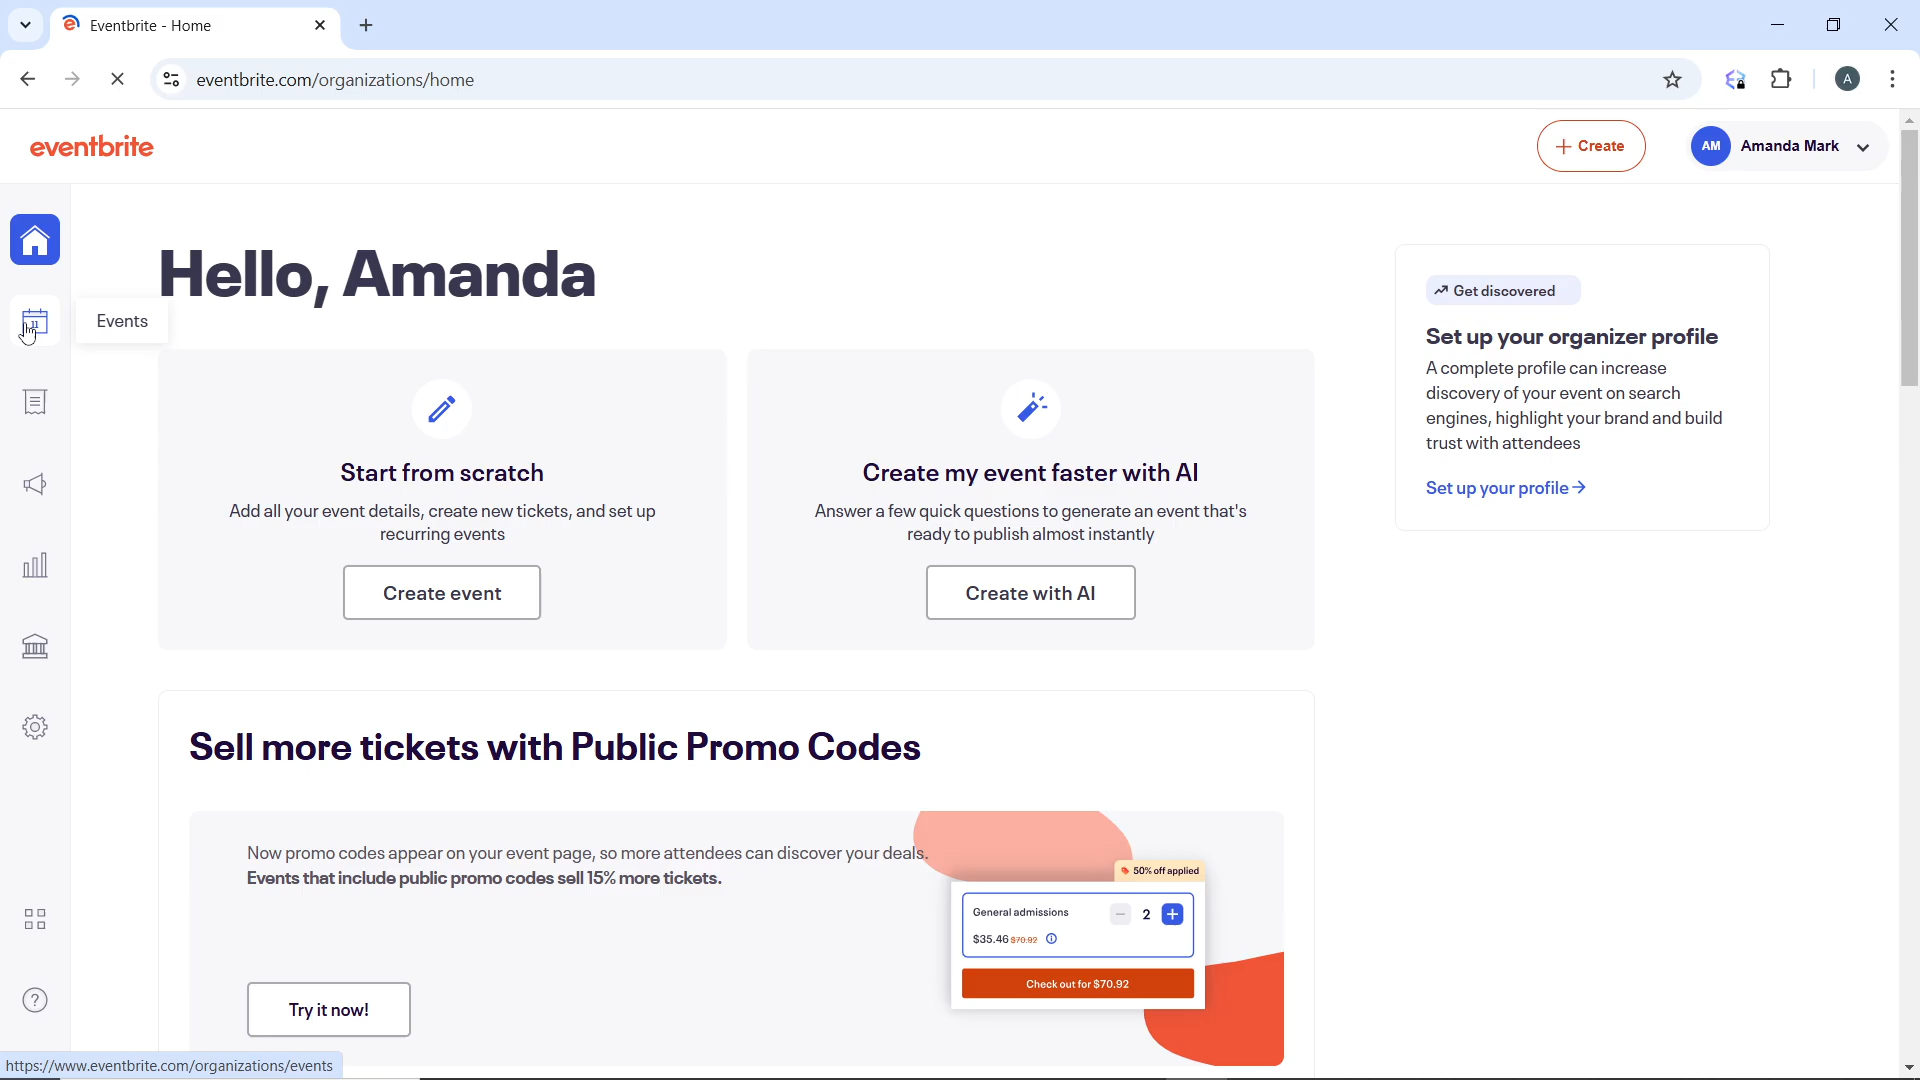 Eventbrite - Home
eventbrite.com/organizations/home
A
eventbrite
Create
AM
Amanda Mark
Hello, Amanda
11
Events
Get discovered
Set up your organizer profile
A complete profile can increase
discovery of your event on search
engines, highlight your brand and build
trust with attendees
Set up your profile
Start from scratch
Add all your event details, create new tickets, and set up
recurring events
Create event
Create my event faster with AI
Answer a few quick questions to generate an event that's
ready to publish almost instantly
Create with AI
Sell more tickets with Public Promo Codes
Now promo codes appear on your event page, so more attendees can discover your deals.
Events that include public promo codes sell 15% more tickets.
Try it now!
50% off applied
General admissions
2
$35.46 $70.92
Check out for $70.92
https://www.eventbrite.com/organizations/events